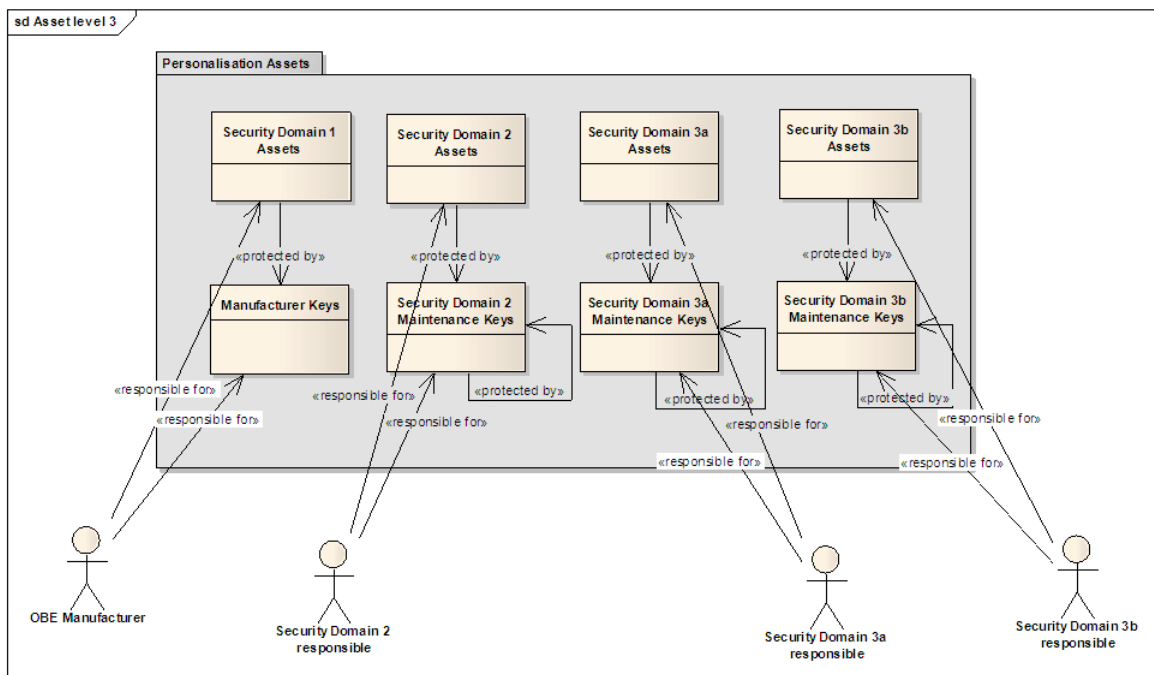 sd Asset level 3
Personalisation Assets
Security Domain 1
Assets
Security Domain 2
Assets
Security Domain 3a
Assets
Security Domain 3b
Assets
«protected by»
«protected by»
«protected by»
«protected by»
Manufacturer Keys
Security Domain 2
Maintenance Keys
Security Domain 3a
Maintenance Keys
Security Domain 3b
Maintenance Keys
«responsible for»
«responsible for»
«protected by»
«responsible for»
«responsible for»
«protected by»
«responsible for»
«responsible for»
«protected by»
«responsible for»
«responsible for»
OBE Manufacturer
Security Domain 2
responsible
Security Domain 3a
responsible
Security Domain 3b
responsible